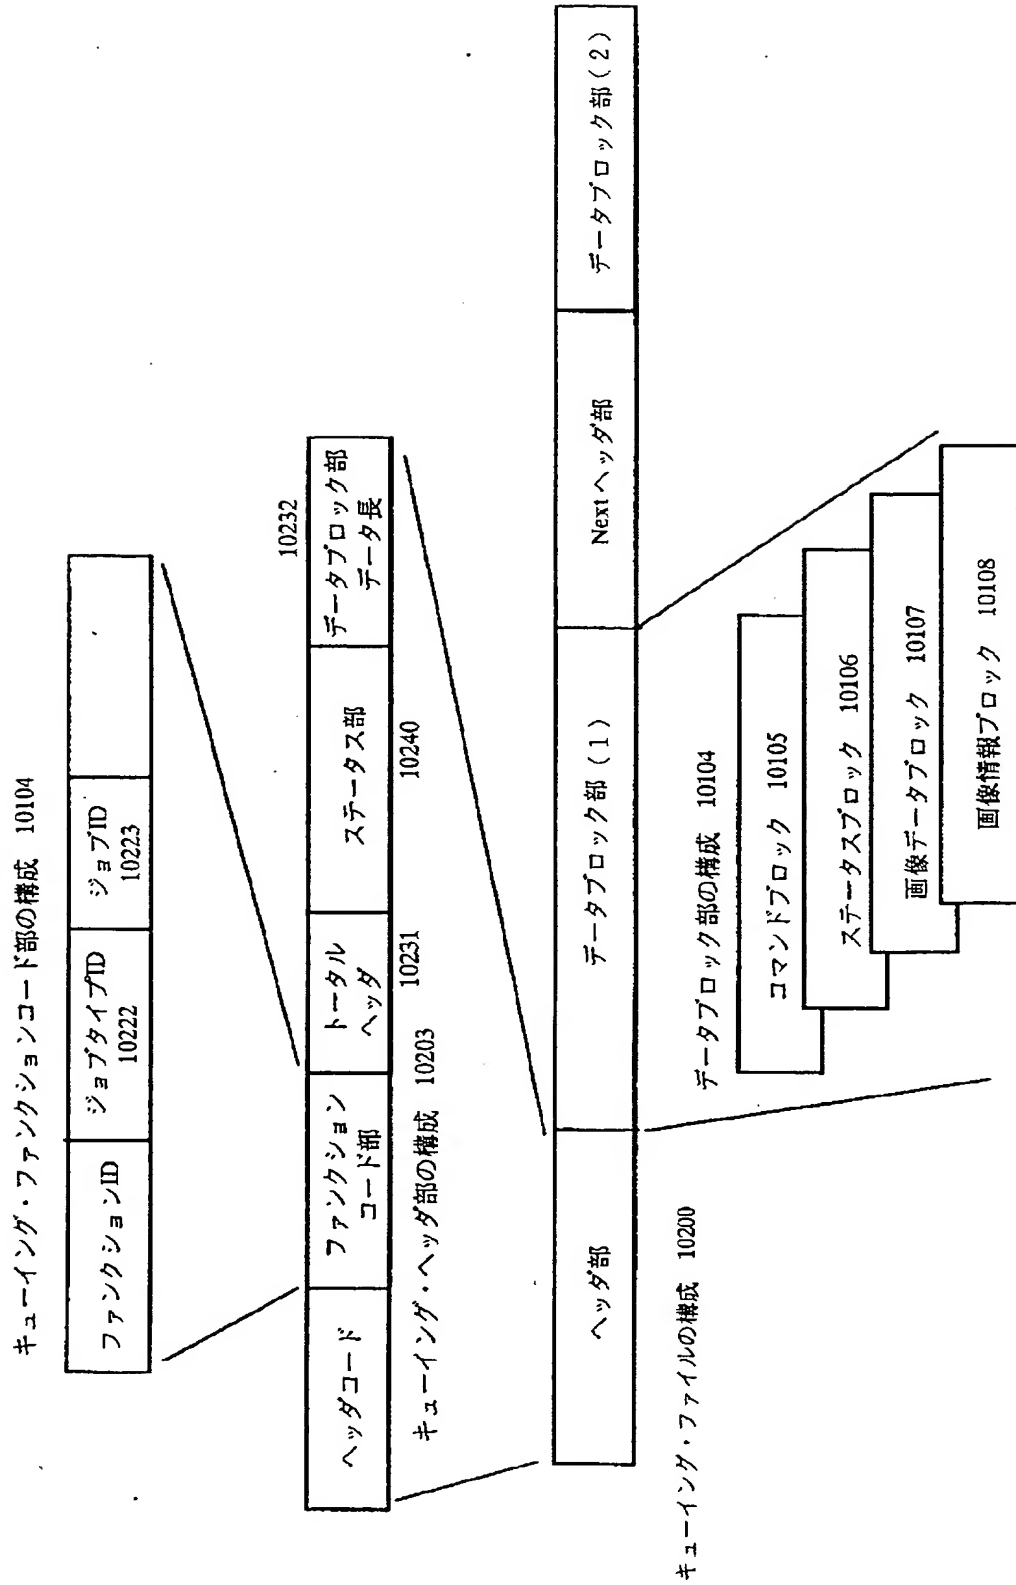 キューイング・ファンクションコード部の構成 10104
ファンクションID
ジョブタイプID
10222
ジョブID
10223
10232
ヘッダコード
ファンクション
コード部
トータル
ヘッダ
ステータス部
データブロック部
データ長
10231
10240
キューイング・ヘッダ部の構成 10203
ヘッダ部
データブロック部(1)
Nextヘッダ部
データブロック部(2)
キューイング・ファイルの構成 10200
データブロック部の構成 10104
コマンドブロック 10105
ステータスブロック 10106
画像データブロック 10107
画像情報ブロック 10108